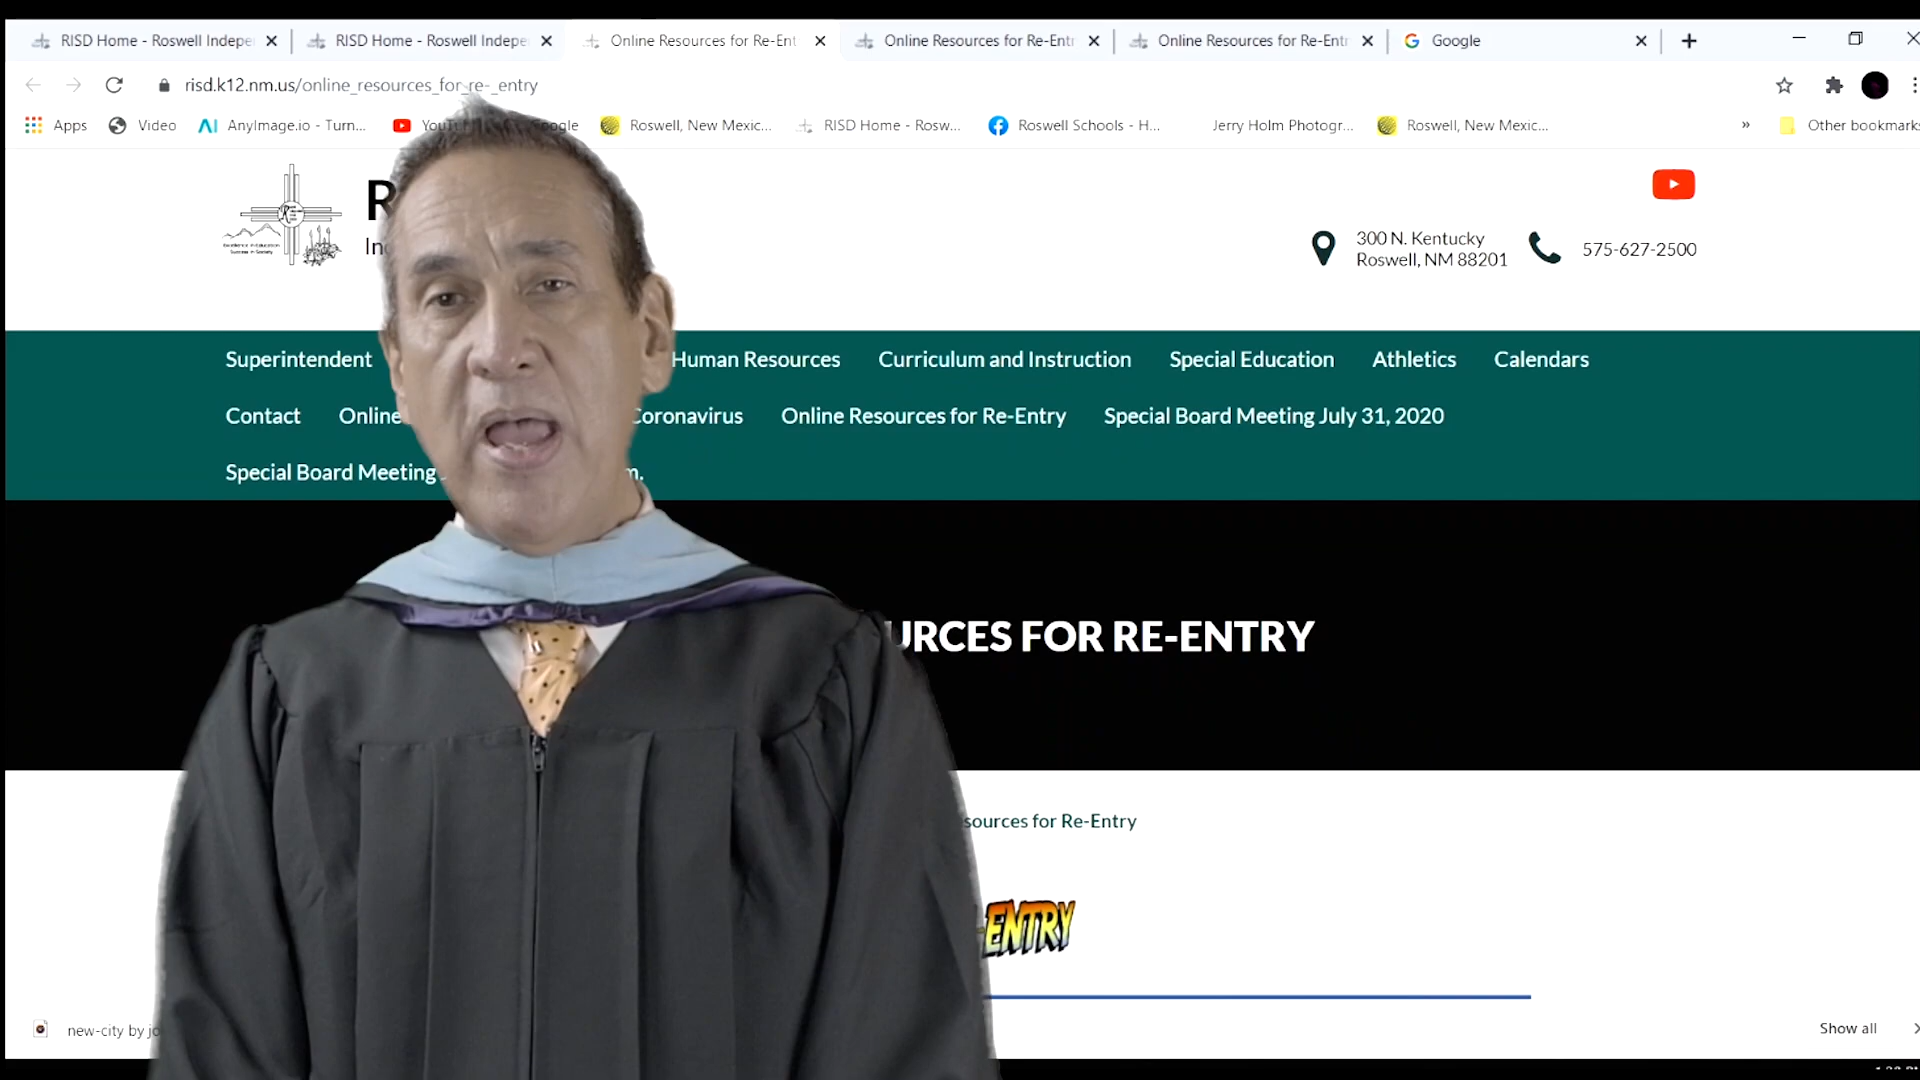 RISD Home - Roswell Indepe
RISD Home - Roswell Indepe
Online Resources for Re-Ent
Online Resources for Re-Entr
Online Resources for Re-Entr
Google
risd.k12.nm.us/online_resources_for_re-_entry
Apps
Video
AnyImage.io - Turn...
Roswell, New Mexic...
RISD Home - Rosw...
Roswell Schools - H...
Jerry Holm Photogr...
Roswell, New Mexic...
»
Other bookmarks
R
300 N. Kentucky
Roswell, NM 88201
575-627-2500
Superintendent
Human Resources
Curriculum and Instruction
Special Education
Athletics
Calendars
Contact
Online
Coronavirus
Online Resources for Re-Entry
Special Board Meeting July 31, 2020
Special Board Meeting
m.
URCES FOR RE-ENTRY
sources for Re-Entry
-ENTRY
new-city by jo
Show all